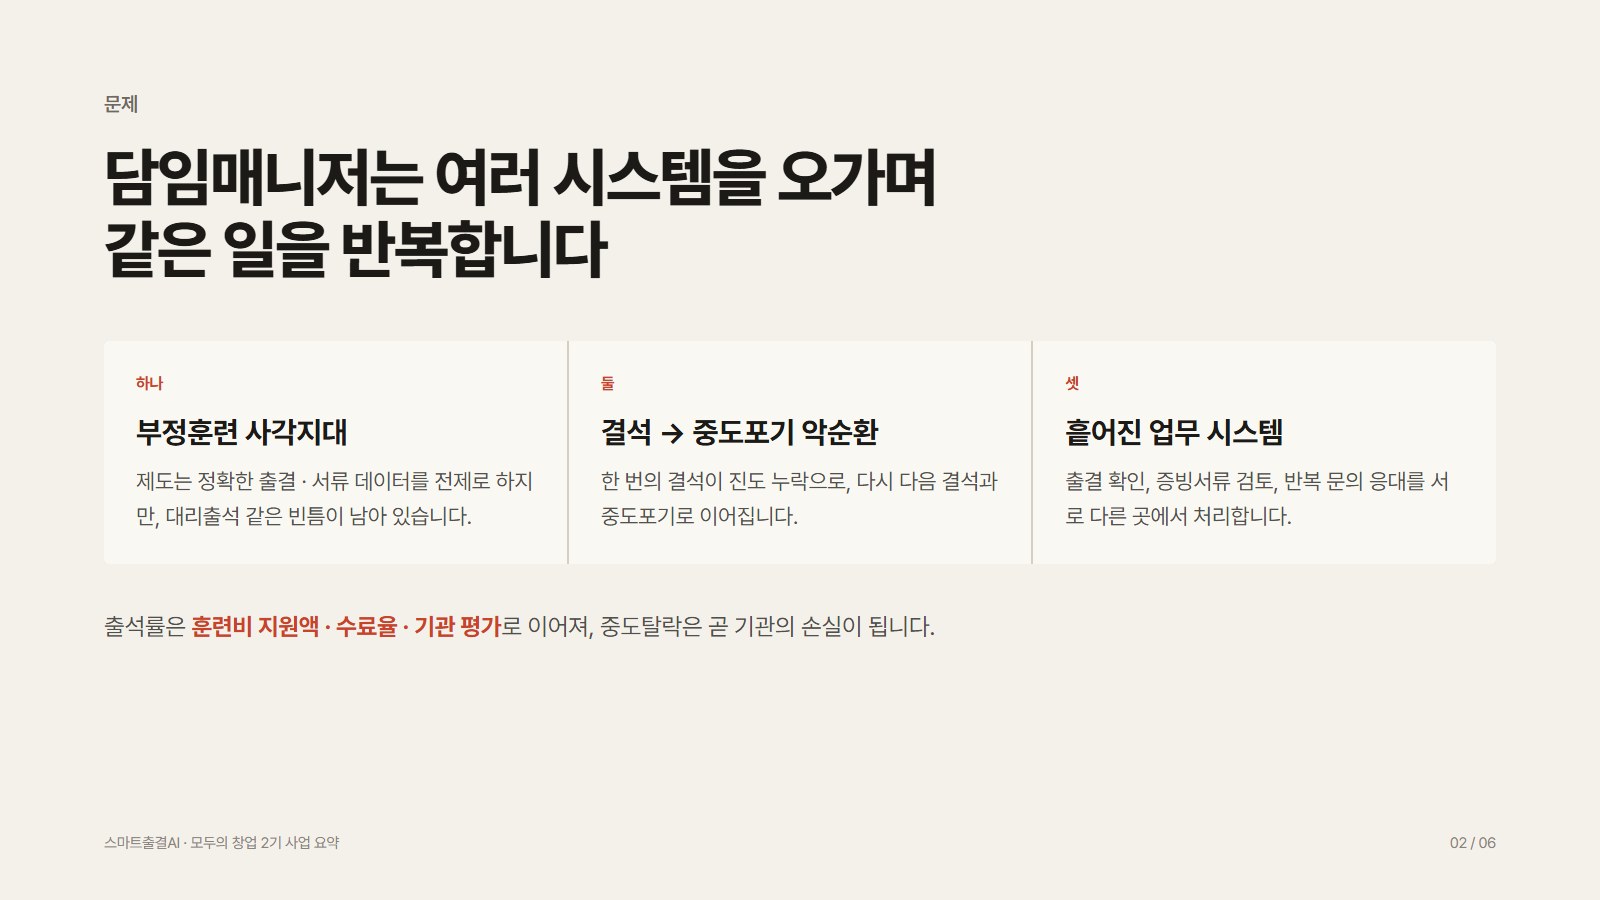 문제
담임매니저는 여러 시스템을 오가며
같은 일을 반복합니다
하나
부정훈련 사각지대
제도는 정확한 출결 · 서류 데이터를 전제로 하지
만, 대리출석 같은 빈틈이 남아 있습니다.
둘
결석 → 중도포기 악순환
한 번의 결석이 진도 누락으로, 다시 다음 결석과
중도포기로 이어집니다.
셋
흩어진 업무 시스템
출결 확인, 증빙서류 검토, 반복 문의 응대를 서
로 다른 곳에서 처리합니다.
출석률은 훈련비 지원액 · 수료율 · 기관 평가로 이어져, 중도탈락은 곧 기관의 손실이 됩니다.
스마트출결AI · 모두의 창업 2기 사업 요약
02 / 06